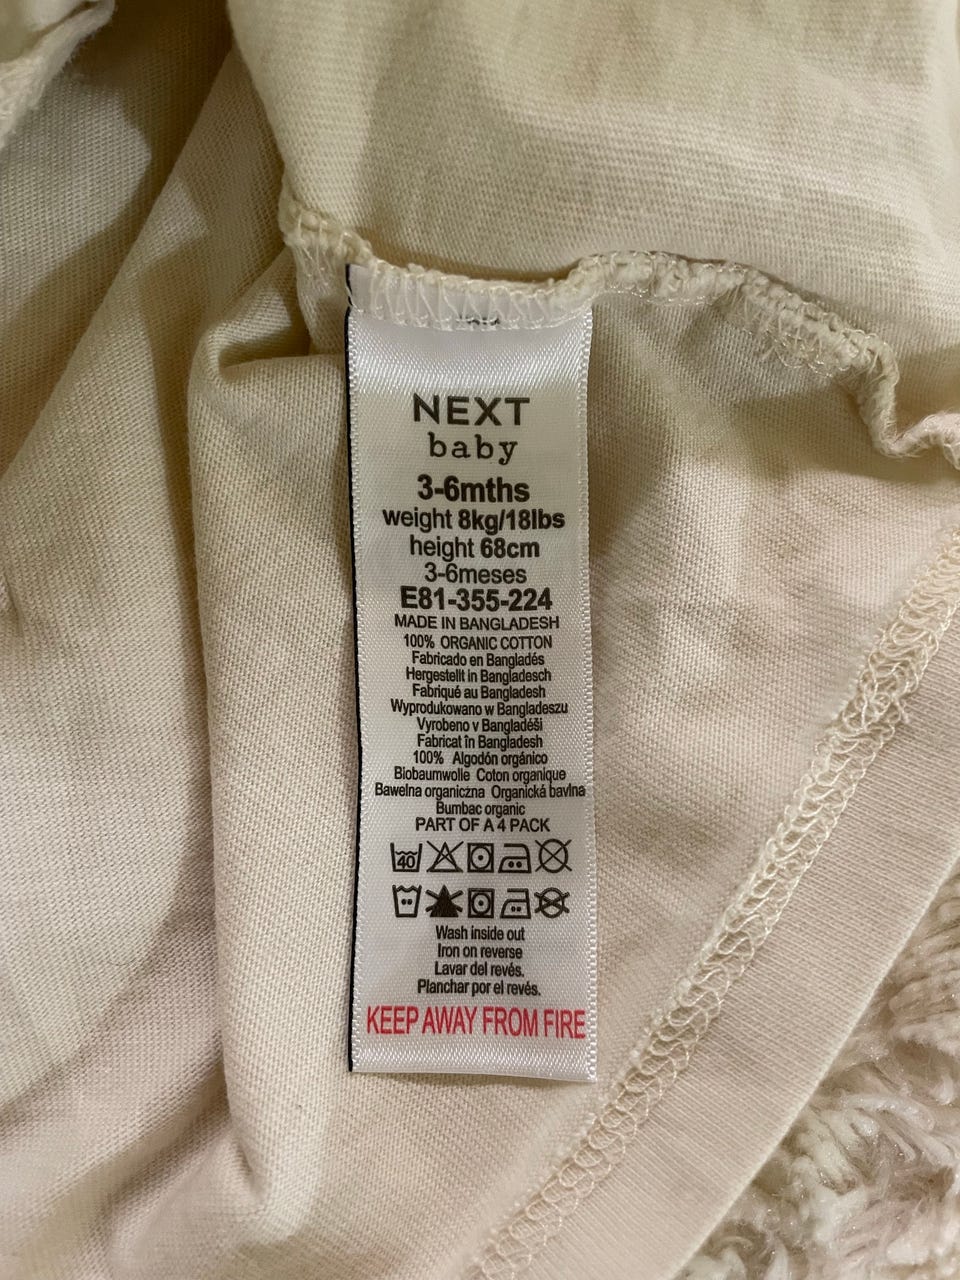 NEXT
baby
3-6mths
weight 8kg/18lbs
height 68cm
3-6meses
E81-355-224
MADE IN BANGLADESH
100% ORGANIC COTTON
Fabricado en Bangladés
Hergestellt in Bangladesch
Fabriqué au Bangladesh
Wyprodukowano w Bangladeszu
Vyrobeno v Bangladéši
Fabricat în Bangladesh
100% Algodón orgánico
Biobaumwolle Coton organique
Bawełna organiczna Organická bavlna
Bumbac organic
PART OF A 4 PACK
40
Wash inside out
Iron on reverse
Lavar del revés.
Planchar por el revés.
KEEP AWAY FROM FIRE